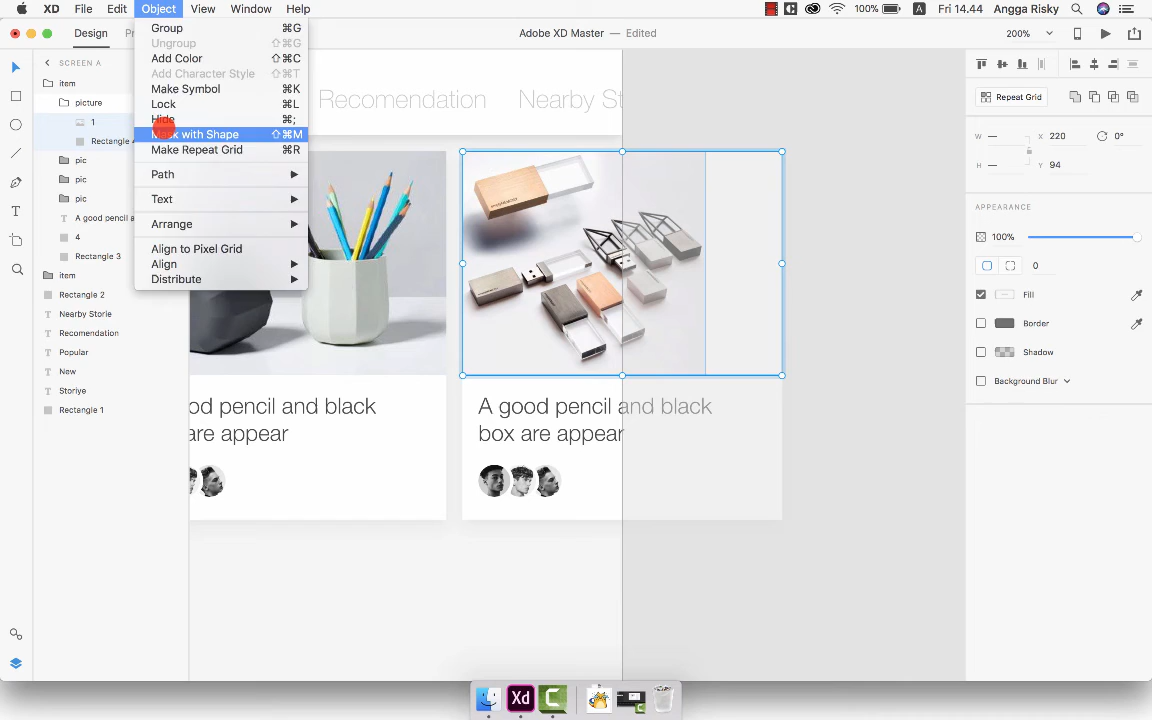 XD File Edit Object View Window Help
100% A Fri 14.44 Angga Risky
Design
Adobe XD Master — Edited
200%
SCREEN A
item
picture
1
Rectangle
pic
pic
pic
A good pencil a
4
Rectangle 3
item
Rectangle 2
Nearby Storie
Recomendation
Popular
New
Storiye
Rectangle 1
Group ⌘G
Ungroup ⇧⌘G
Add Color ⇧⌘C
Add Character Style ⇧⌘T
Make Symbol ⌘K
Lock ⌘L
Hide ⌘;
Mask with Shape ⇧⌘M
Make Repeat Grid ⌘R
Path
Text
Arrange
Align to Pixel Grid
Align
Distribute
Recomendation Nearby St
od pencil and black
are appear
A good pencil and black
box are appear
Repeat Grid
W — X 220 0°
H — Y 94
APPEARANCE
100%
0
Fill
Border
Shadow
Background Blur
Xd